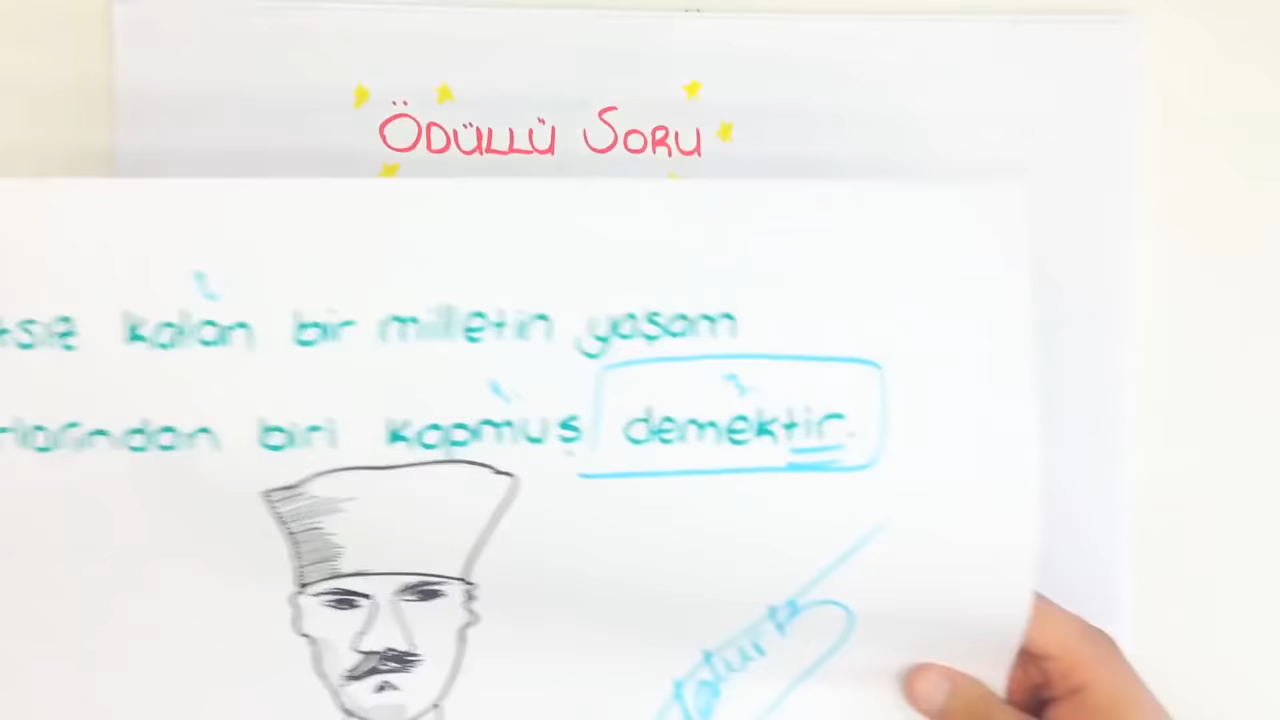 ÖDÜLLÜ SORU
kalan bir milletin yaşam
biri kopmuş demektir.